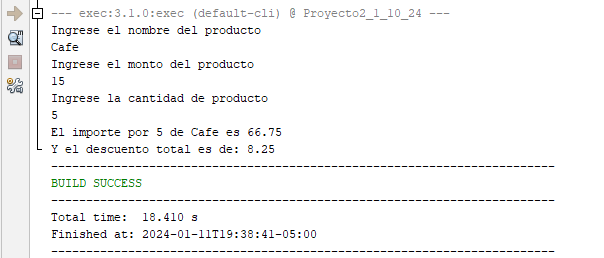 --- exec:3.1.0:exec (default-cli) @ Proyecto2_1_10_24 ---
Ingrese el nombre del producto
Cafe
Ingrese el monto del producto
15
Ingrese la cantidad de producto
5
El importe por 5 de Cafe es 66.75
Y el descuento total es de: 8.25
------------------------------------------------------------------------
BUILD SUCCESS
------------------------------------------------------------------------
Total time:  18.410 s
Finished at: 2024-01-11T19:38:41-05:00
------------------------------------------------------------------------